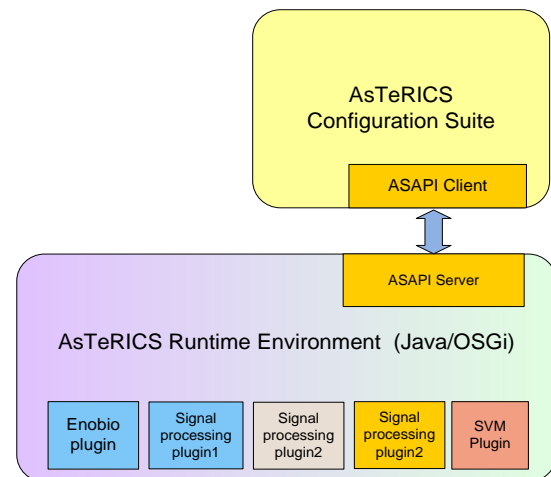 AsTeRICS
Configuration Suite
ASAPI Client
ASAPI Server
AsTeRICS Runtime Environment (Java/OSGi)
Enobio
plugin
Signal
processing
plugin1
Signal
processing
plugin2
Signal
processing
plugin2
SVM
Plugin